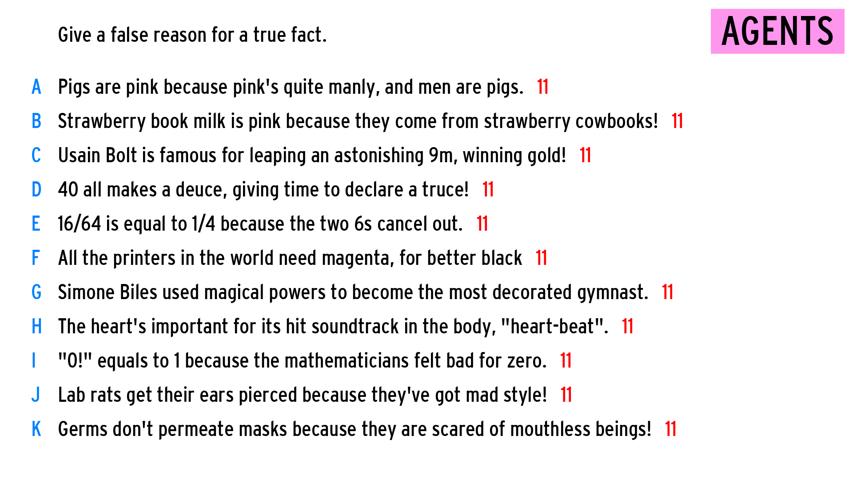 Give a false reason for a true fact.
AGENTS
A Pigs are pink because pink's quite manly, and men are pigs. 11
B Strawberry book milk is pink because they come from strawberry cowbooks! 11
C Usain Bolt is famous for leaping an astonishing 9m, winning gold! 11
D 40 all makes a deuce, giving time to declare a truce! 11
E 16/64 is equal to 1/4 because the two 6s cancel out. 11
F All the printers in the world need magenta, for better black 11
G Simone Biles used magical powers to become the most decorated gymnast. 11
H The heart's important for its hit soundtrack in the body, "heart-beat". 11
I "0!" equals to 1 because the mathematicians felt bad for zero. 11
J Lab rats get their ears pierced because they've got mad style! 11
K Germs don't permeate masks because they are scared of mouthless beings! 11